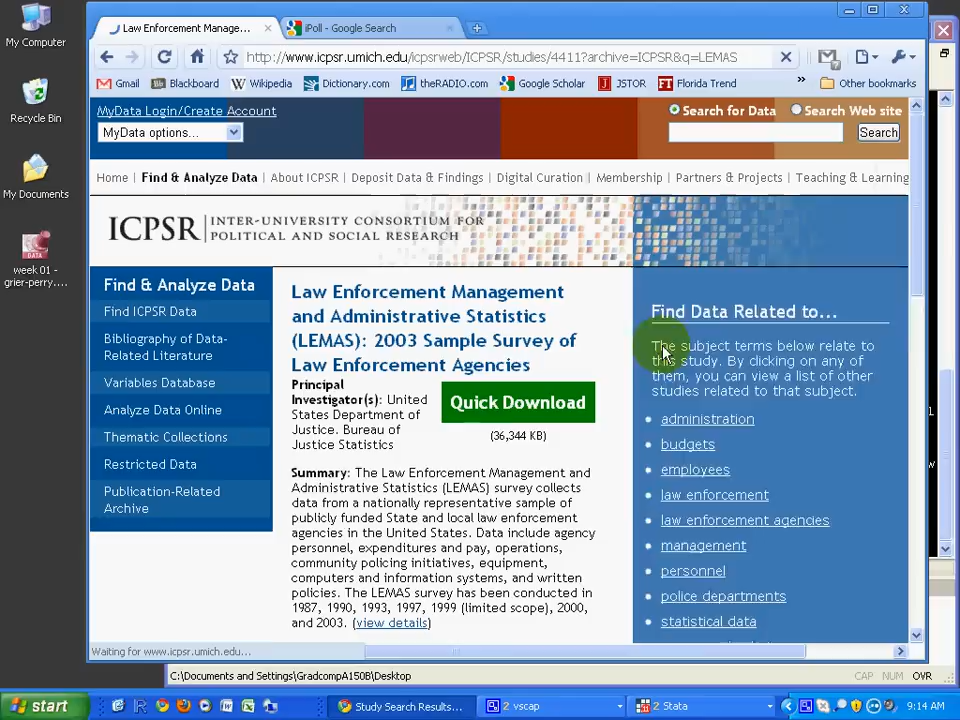 My Computer
Recycle Bin
My Documents
week 01 -
grier-perry....
Law Enforcement Manage...
iPoll - Google Search
http://www.icpsr.umich.edu/icpsrweb/ICPSR/studies/4411?archive=ICPSR&q=LEMAS
Gmail
Blackboard
Wikipedia
Dictionary.com
theRADIO.com
Google Scholar
JSTOR
Florida Trend
»
Other bookmarks
MyData Login/Create Account
MyData options...
Search for Data
Search Web site
Search
Home | Find & Analyze Data | About ICPSR | Deposit Data & Findings | Digital Curation | Membership | Partners & Projects | Teaching & Learning
ICPSR
INTER-UNIVERSITY CONSORTIUM FOR
POLITICAL AND SOCIAL RESEARCH
Find & Analyze Data
Find ICPSR Data
Bibliography of Data-
Related Literature
Variables Database
Analyze Data Online
Thematic Collections
Restricted Data
Publication-Related
Archive
Law Enforcement Management
and Administrative Statistics
(LEMAS): 2003 Sample Survey of
Law Enforcement Agencies
Principal
Investigator(s): United
States Department of
Justice. Bureau of
Justice Statistics
Quick Download
(36,344 KB)
Summary: The Law Enforcement Management and
Administrative Statistics (LEMAS) survey collects
data from a nationally representative sample of
publicly funded State and local law enforcement
agencies in the United States. Data include agency
personnel, expenditures and pay, operations,
community policing initiatives, equipment,
computers and information systems, and written
policies. The LEMAS survey has been conducted in
1987, 1990, 1993, 1997, 1999 (limited scope), 2000,
and 2003. (view details)
Find Data Related to...
The subject terms below relate to
this study. By clicking on any of
them, you can view a list of other
studies related to that subject.
administration
budgets
employees
law enforcement
law enforcement agencies
management
personnel
police departments
statistical data
Waiting for www.icpsr.umich.edu...
C:\Documents and Settings\GradcompA150B\Desktop
CAP NUM OVR
start
Study Search Results...
2 vscap
2 Stata
9:14 AM